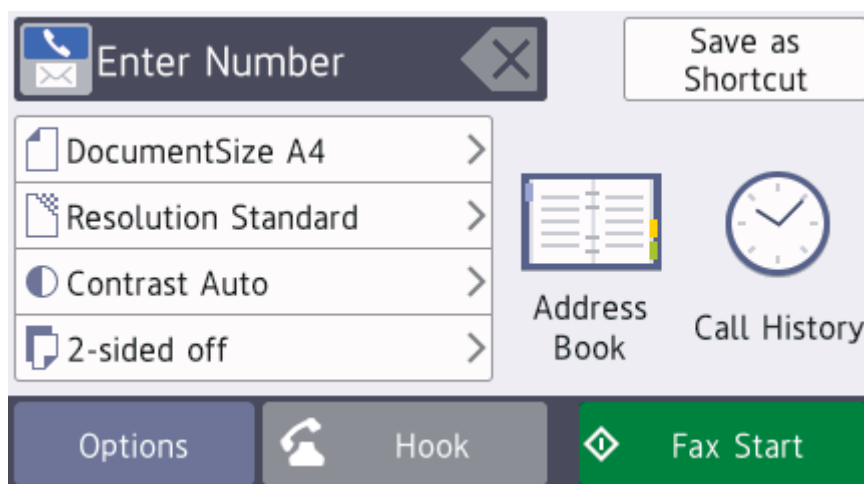 Enter Number
Save as
Shortcut
DocumentSize A4
Resolution Standard
Contrast Auto
2-sided off
Address
Book
Call History
Options
Hook
Fax Start